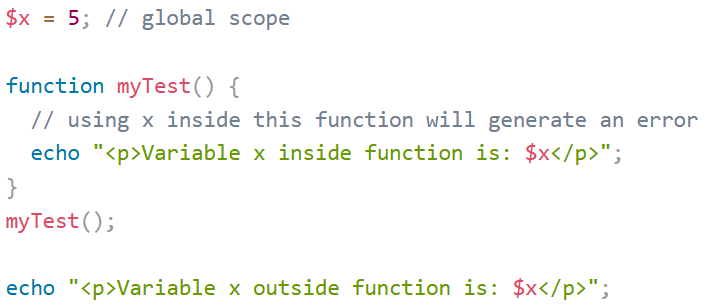 $x = 5; // global scope
function myTest() {
// using x inside this function will generate an error
echo "<p>Variable x inside function is: $x</p>";
}
myTest();
echo "<p>Variable x outside function is: $x</p>";